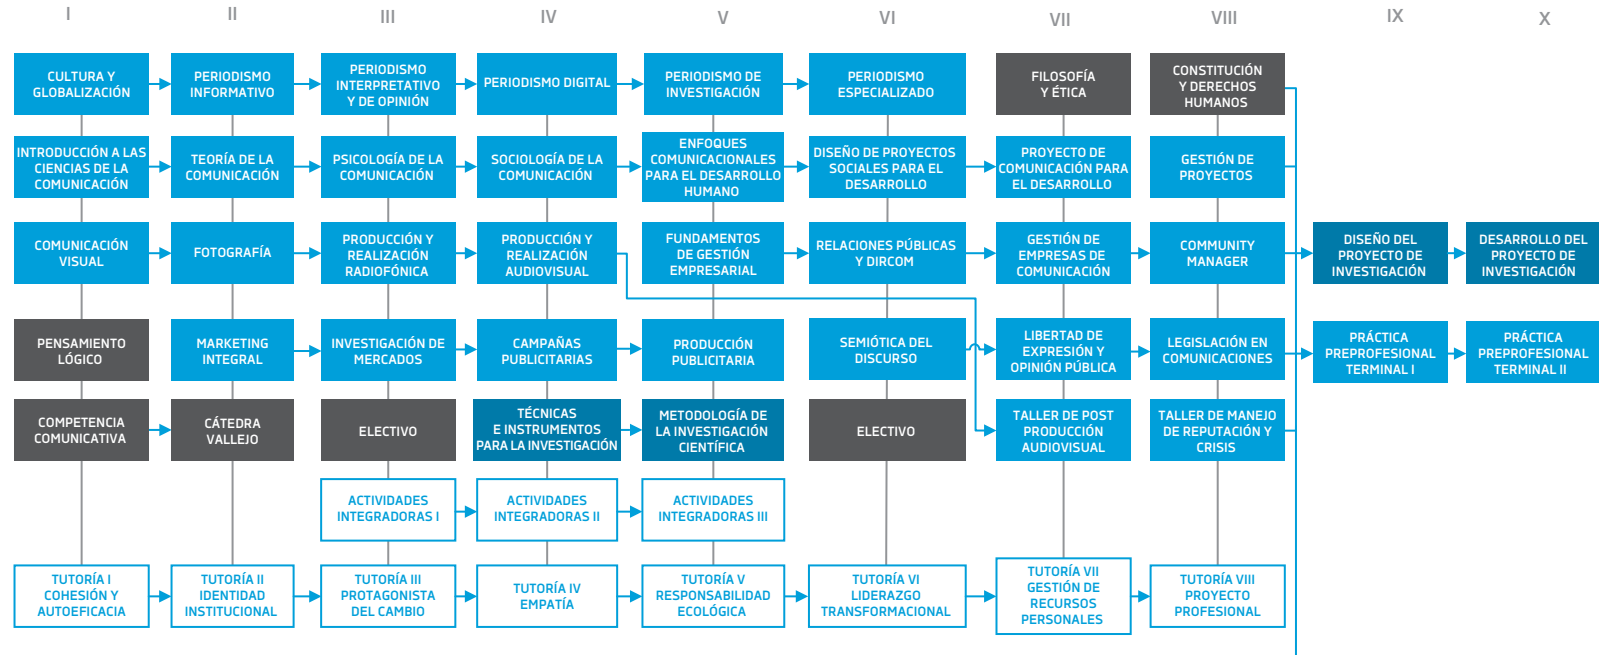 I
II
III
IV
V
VI
VII
VIII
IX
X
CULTURA Y
GLOBALIZACIÓN
PERIODISMO
INFORMATIVO
PERIODISMO
INTERPRETATIVO
Y DE OPINIÓN
PERIODISMO DIGITAL
PERIODISMO DE
INVESTIGACIÓN
PERIODISMO
ESPECIALIZADO
FILOSOFÍA
Y ÉTICA
CONSTITUCIÓN
Y DERECHOS
HUMANOS
INTRODUCCIÓN A LAS
CIENCIAS DE LA
COMUNICACIÓN
TEORÍA DE LA
COMUNICACIÓN
PSICOLOGÍA DE LA
COMUNICACIÓN
SOCIOLOGÍA DE LA
COMUNICACIÓN
ENFOQUES
COMUNICACIONALES
PARA EL DESARROLLO
HUMANO
DISEÑO DE PROYECTOS
SOCIALES PARA EL
DESARROLLO
PROYECTO DE
COMUNICACIÓN PARA
EL DESARROLLO
GESTIÓN DE
PROYECTOS
COMUNICACIÓN
VISUAL
FOTOGRAFÍA
PRODUCCIÓN Y
REALIZACIÓN
RADIOFÓNICA
PRODUCCIÓN Y
REALIZACIÓN
AUDIOVISUAL
FUNDAMENTOS
DE GESTIÓN
EMPRESARIAL
RELACIONES PÚBLICAS
Y DIRCOM
GESTIÓN DE
EMPRESAS DE
COMUNICACIÓN
COMMUNITY
MANAGER
DISEÑO DEL
PROYECTO DE
INVESTIGACIÓN
DESARROLLO DEL
PROYECTO DE
INVESTIGACIÓN
PENSAMIENTO
LÓGICO
MARKETING
INTEGRAL
INVESTIGACIÓN DE
MERCADOS
CAMPAÑAS
PUBLICITARIAS
PRODUCCIÓN
PUBLICITARIA
SEMIÓTICA DEL
DISCURSO
LIBERTAD DE
EXPRESIÓN Y
OPINIÓN PÚBLICA
LEGISLACIÓN EN
COMUNICACIONES
PRÁCTICA
PREPROFESIONAL
TERMINAL I
PRÁCTICA
PREPROFESIONAL
TERMINAL II
COMPETENCIA
COMUNICATIVA
CÁTEDRA
VALLEJO
ELECTIVO
TÉCNICAS
E INSTRUMENTOS
PARA LA INVESTIGACIÓN
METODOLOGÍA DE
LA INVESTIGACIÓN
CIENTÍFICA
ELECTIVO
TALLER DE POST
PRODUCCIÓN
AUDIOVISUAL
TALLER DE MANEJO
DE REPUTACIÓN Y
CRISIS
ACTIVIDADES
INTEGRADORAS I
ACTIVIDADES
INTEGRADORAS II
ACTIVIDADES
INTEGRADORAS III
TUTORÍA I
COHESIÓN Y
AUTOEFICACIA
TUTORÍA II
IDENTIDAD
INSTITUCIONAL
TUTORÍA III
PROTAGONISTA
DEL CAMBIO
TUTORÍA IV
EMPATÍA
TUTORÍA V
RESPONSABILIDAD
ECOLÓGICA
TUTORÍA VI
LIDERAZGO
TRANSFORMACIONAL
TUTORÍA VII
GESTIÓN DE
RECURSOS
PERSONALES
TUTORÍA VIII
PROYECTO
PROFESIONAL